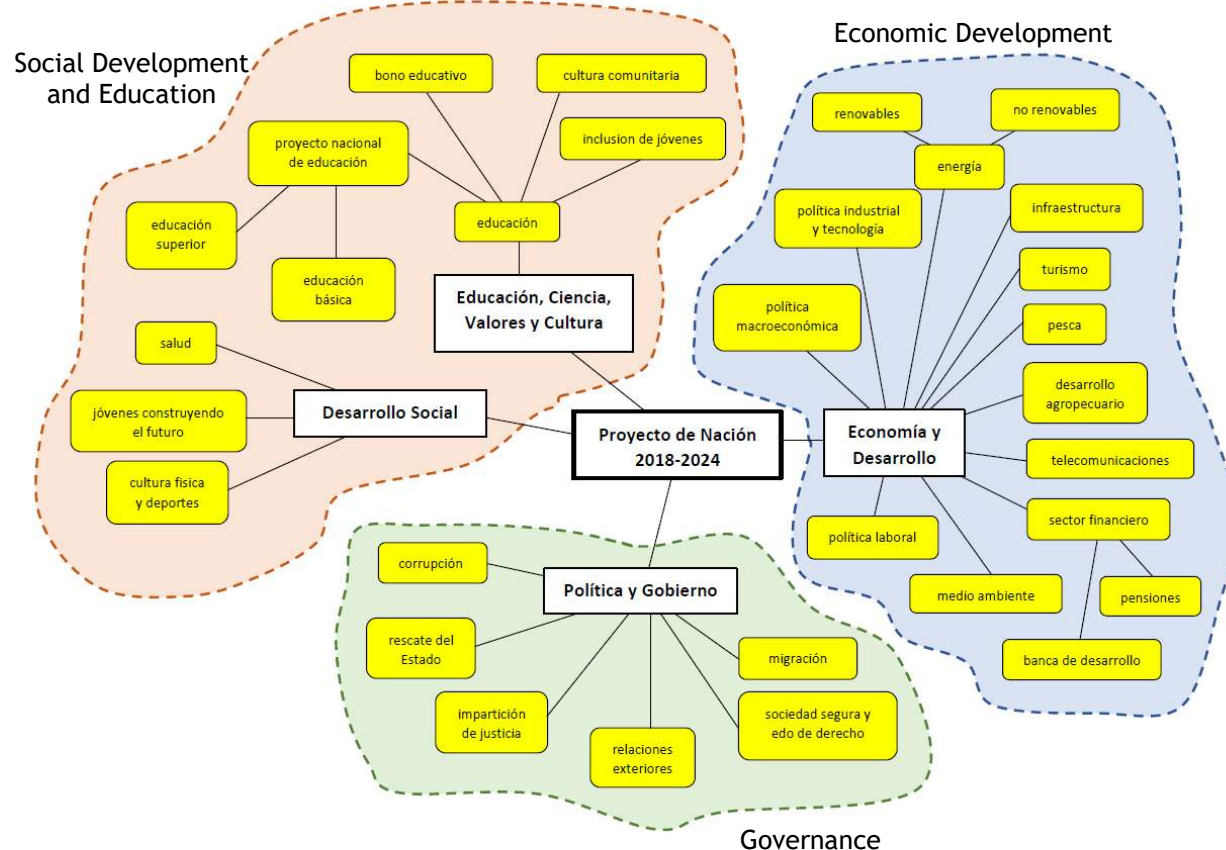 Social Development
and Education
bono educativo
cultura comunitaria
proyecto nacional
de educación
inclusion de jóvenes
educación
superior
educación
educación
básica
Educación, Ciencia,
Valores y Cultura
salud
jóvenes construyendo
el futuro
Desarrollo Social
cultura fisica
y deportes
Proyecto de Nación
2018-2024
Economic Development
renovables
no renovables
energía
política industrial
y tecnología
infraestructura
turismo
política
macroeconómica
pesca
desarrollo
agropecuario
Economía y
Desarrollo
telecomunicaciones
sector financiero
política laboral
medio ambiente
pensiones
banca de desarrollo
corrupción
Política y Gobierno
rescate del
Estado
migración
impartición
de justicia
sociedad segura y
edo de derecho
relaciones
exteriores
Governance